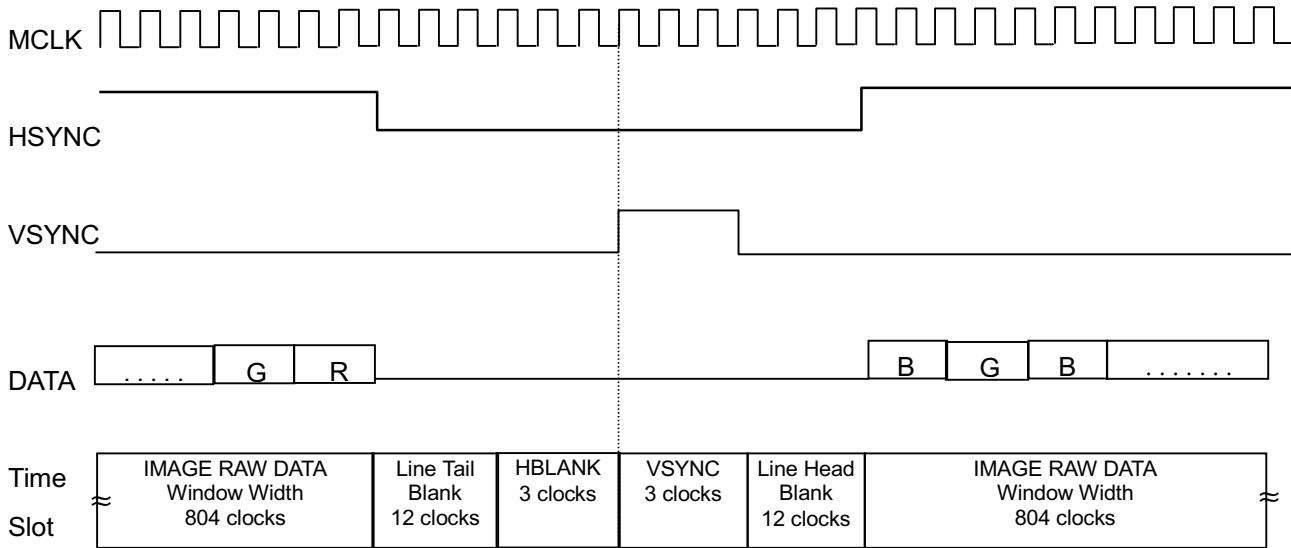 MCLK
HSYNC
VSYNC
DATA
. . . . .
G
R
B
G
B
. . . . . . .
Time
Slot
≈
IMAGE RAW DATA
Window Width
804 clocks
Line Tail
Blank
12 clocks
HBLANK
3 clocks
VSYNC
3 clocks
Line Head
Blank
12 clocks
IMAGE RAW DATA
Window Width
804 clocks
≈